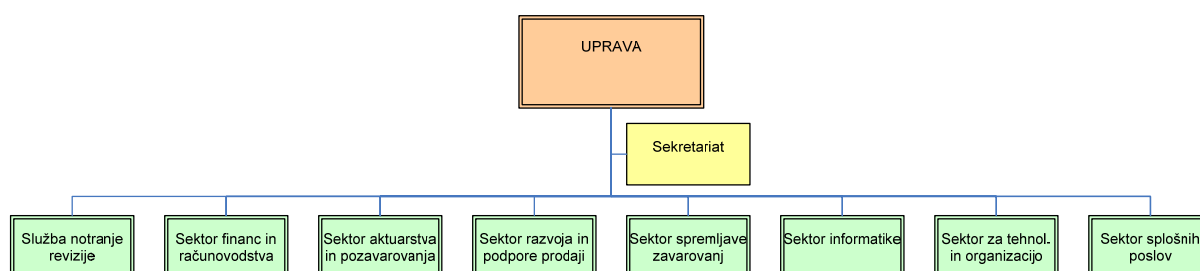 UPRAVA
Sekretariat
Služba notranje
revizije
Sektor financ in
računovodstva
Sektor aktuarstva
in pozavarovanja
Sektor razvoja in
podpore prodaji
Sektor spremljave
zavarovanj
Sektor informatike
Sektor za tehnol.
in organizacijo
Sektor splošnih
poslov